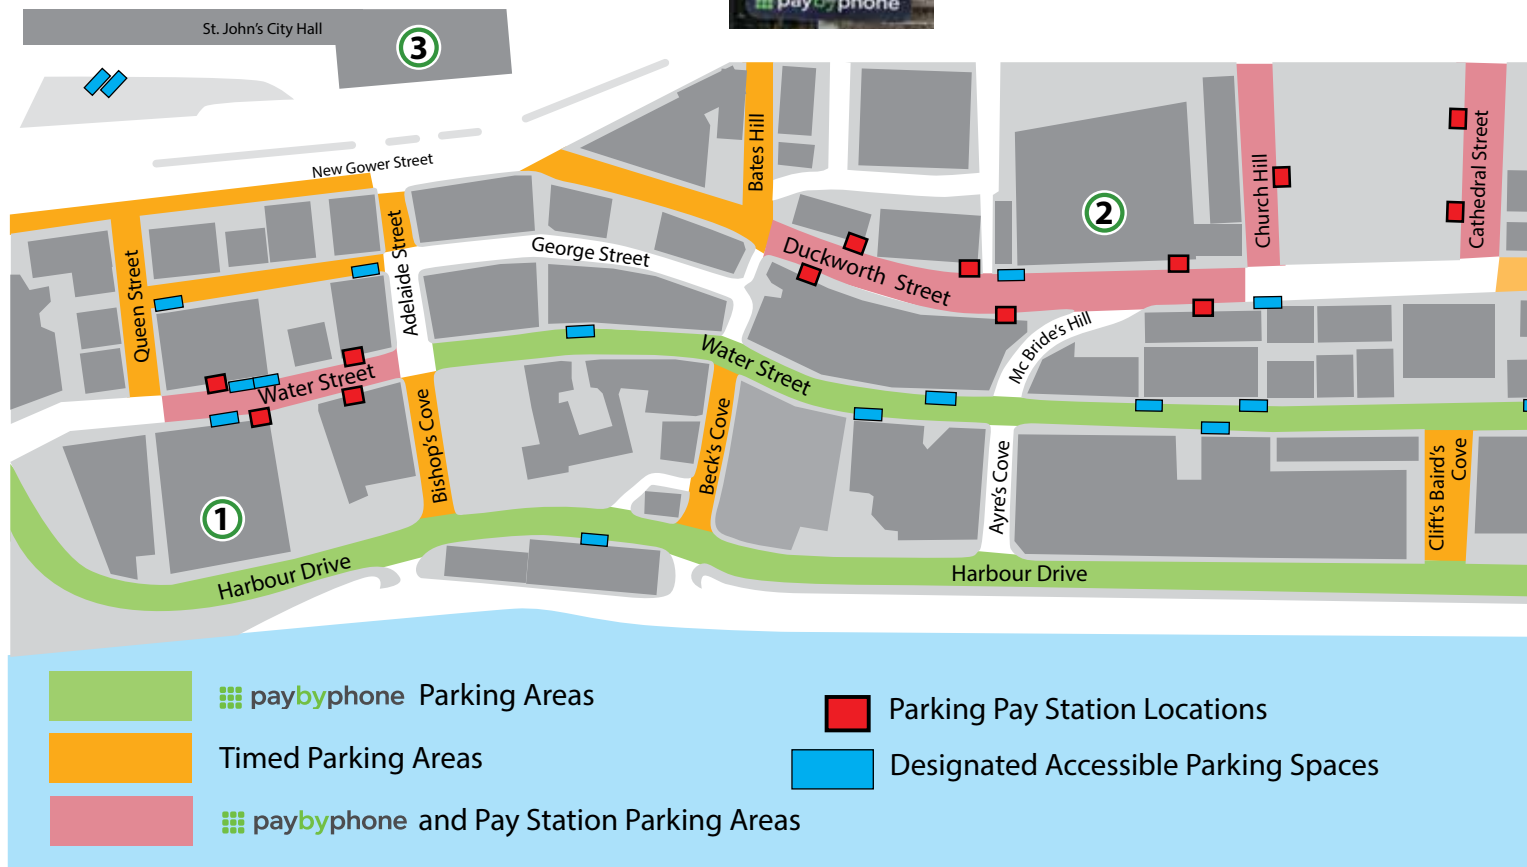 paybyphone
St. John's City Hall
3
New Gower Street
Bates Hill
Church Hill
Cathedral Street
2
Queen Street
Adelaide Street
George Street
Duckworth Street
Mc Bride's Hill
Water Street
Water Street
Bishop's Cove
Beck's Cove
Ayre's Cove
Clift's Baird's
Cove
1
Harbour Drive
Harbour Drive
paybyphone Parking Areas
Timed Parking Areas
paybyphone and Pay Station Parking Areas
Parking Pay Station Locations
Designated Accessible Parking Spaces